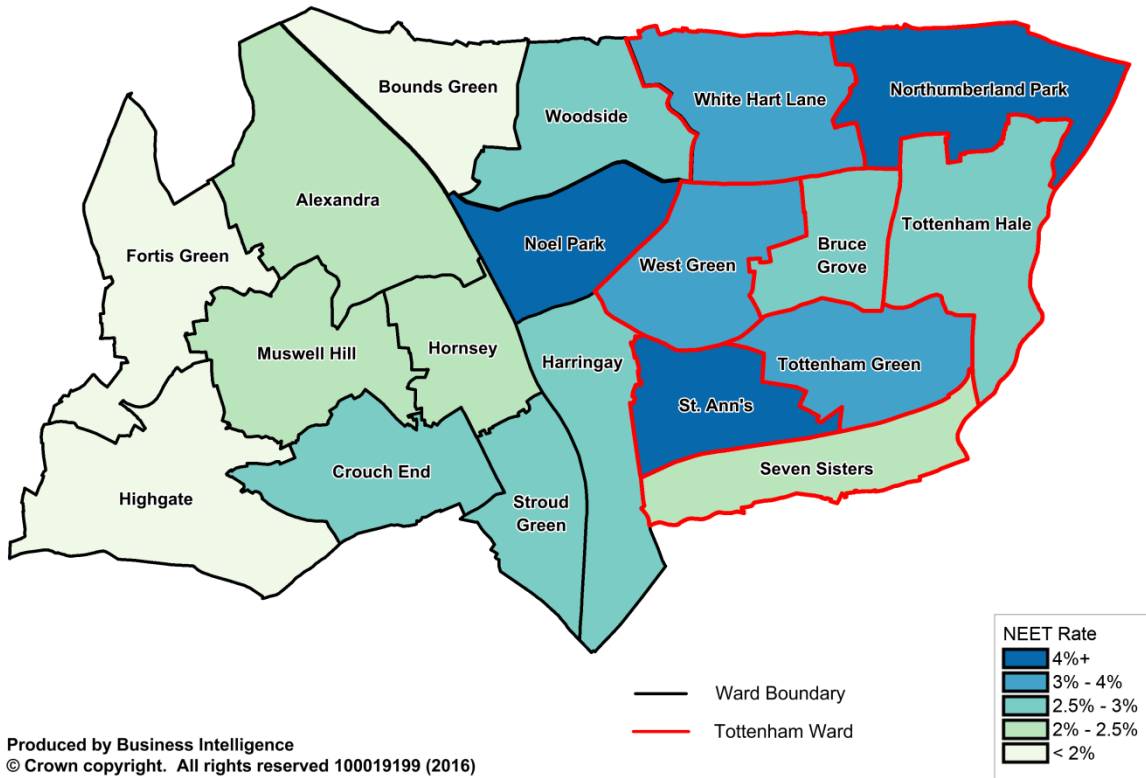 Bounds Green
Woodside
White Hart Lane
Northumberland Park
Alexandra
Fortis Green
Noel Park
West Green
Bruce
Grove
Tottenham Hale
Muswell Hill
Hornsey
Harringay
Tottenham Green
St. Ann's
Highgate
Crouch End
Stroud
Green
Seven Sisters
NEET Rate
4%+
3% - 4%
2.5% - 3%
2% - 2.5%
< 2%
Ward Boundary
Tottenham Ward
Produced by Business Intelligence
© Crown copyright.  All rights reserved 100019199 (2016)